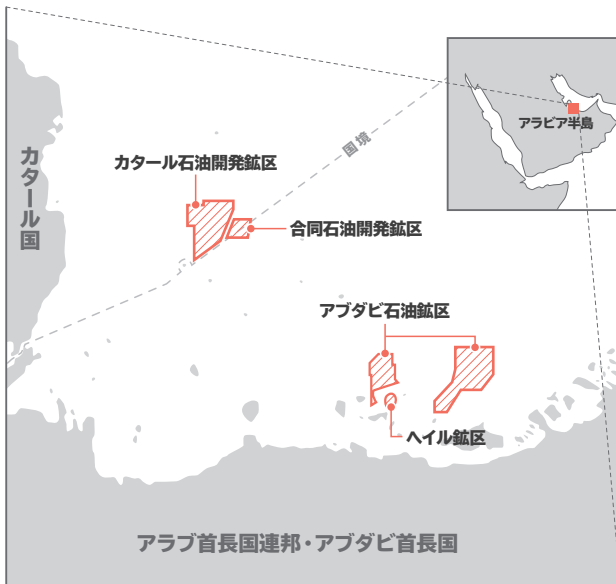 アラビア半島
国境
カタール国
カタール石油開発鉱区
合同石油開発鉱区
アブダビ石油鉱区
ヘイル鉱区
アラブ首長国連邦・アブダビ首長国